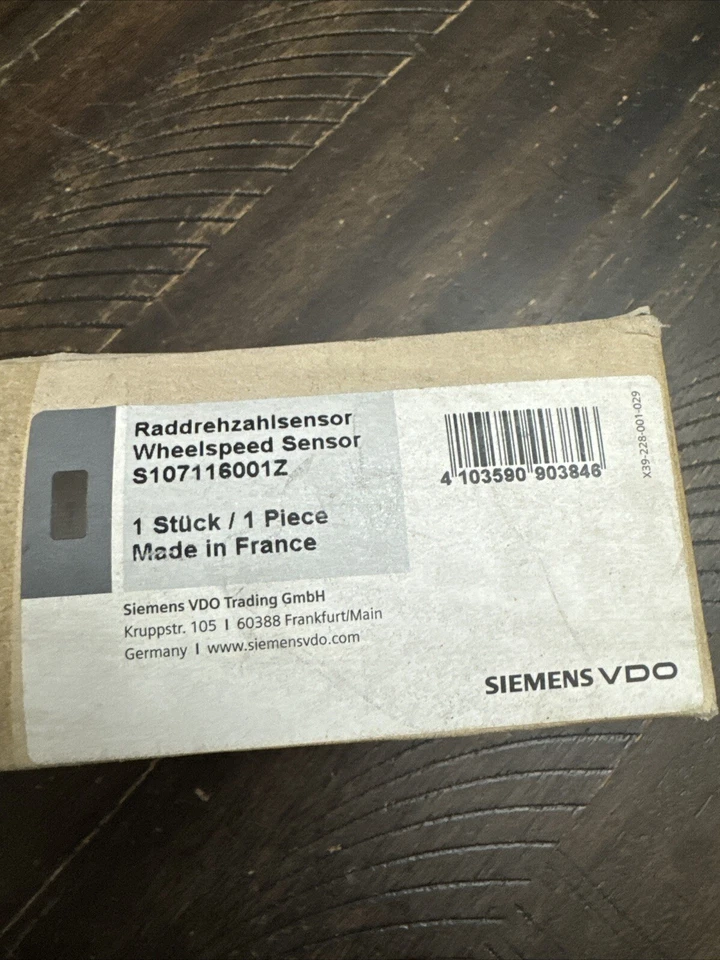 Raddrehzahlsensor
Wheelspeed Sensor
S107116001Z
1 Stück / 1 Piece
Made in France
Siemens VDO Trading GmbH
Kruppstr. 105 | 60388 Frankfurt/Main
Germany | www.siemensvdo.com
4 103590 903846
X39-228-001-029
SIEMENS VDO